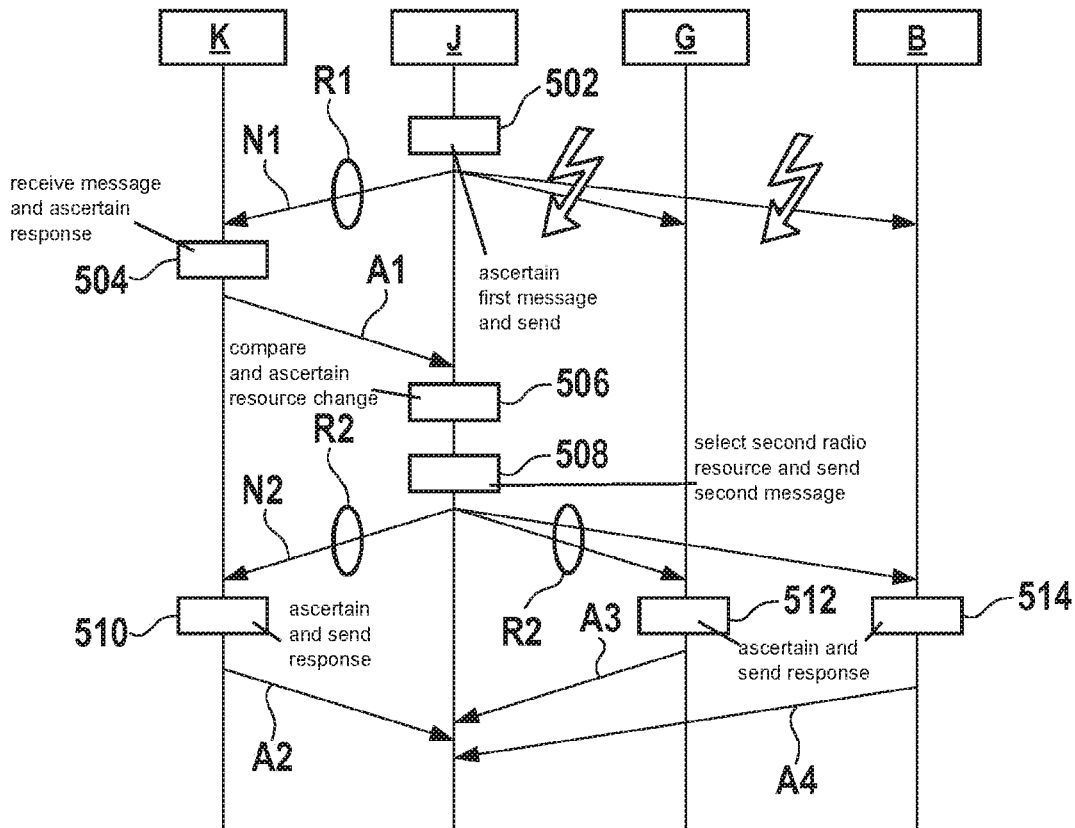 K
J
G
B
R1
502
N1
receive message
and ascertain
response
504
A1
ascertain
first message
and send
compare
and ascertain
resource change
506
R2
508
select second radio
resource and send
second message
N2
R2
510
ascertain
and send
response
A3
512
514
ascertain and
send response
A2
A4